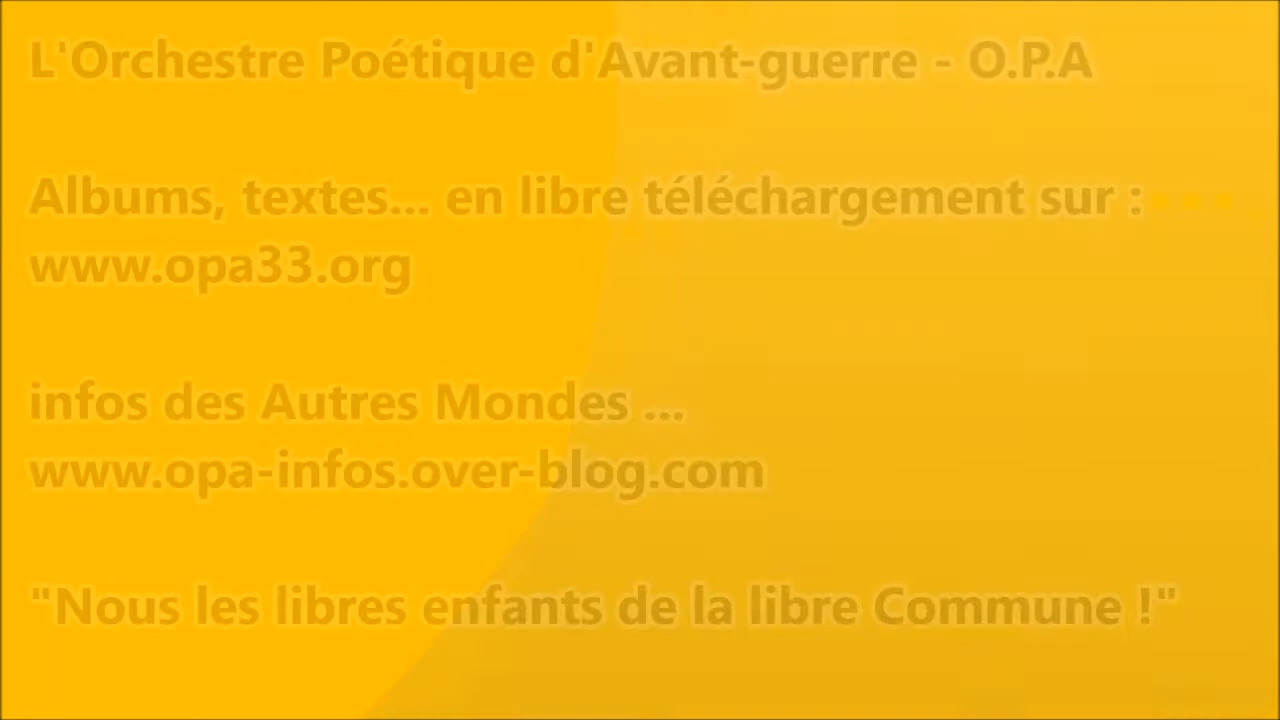 L'Orchestre Poétique d'Avant-guerre - O.P.A
Albums, textes... en libre téléchargement sur :
www.opa33.org
infos des Autres Mondes ...
www.opa-infos.over-blog.com
"Nous les libres enfants de la libre Commune !"